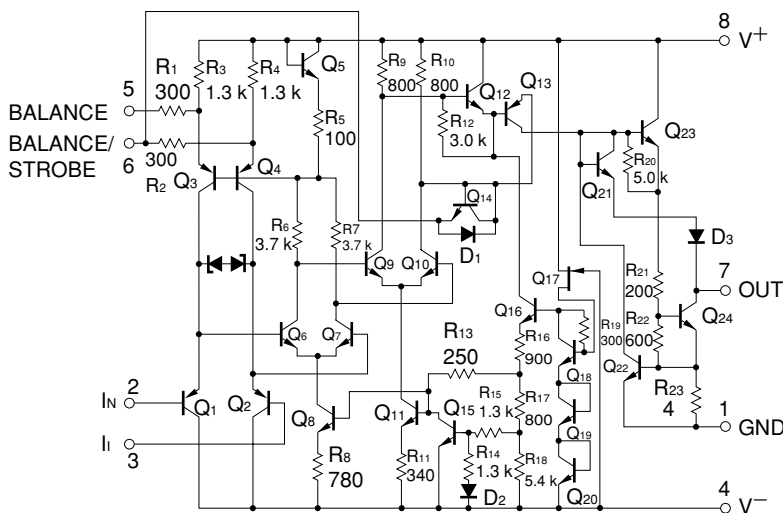 8 V+
R1 300
R3 1.3 k
R4 1.3 k
Q5
R9 800
R10 800
Q12
Q13
5
BALANCE
R5 100
R12 3.0 k
Q23
BALANCE/
STROBE
6
300
R2
Q3
Q4
R20 5.0 k
Q21
Q14
R6 3.7 k
R7 3.7 k
D1
D3
7
OUT
Q9
Q10
Q17
R21 200
Q24
Q6
Q7
Q16
R19 300
R22 600
R13 250
R16 900
Q18
Q22
R23 4
2
IN
Q1
Q2
Q8
Q11
Q15
R15 1.3 k
R17 800
Q19
1
GND
II
3
R8 780
R11 340
R14 1.3 k
R18 5.4 k
D2
Q20
4
V−